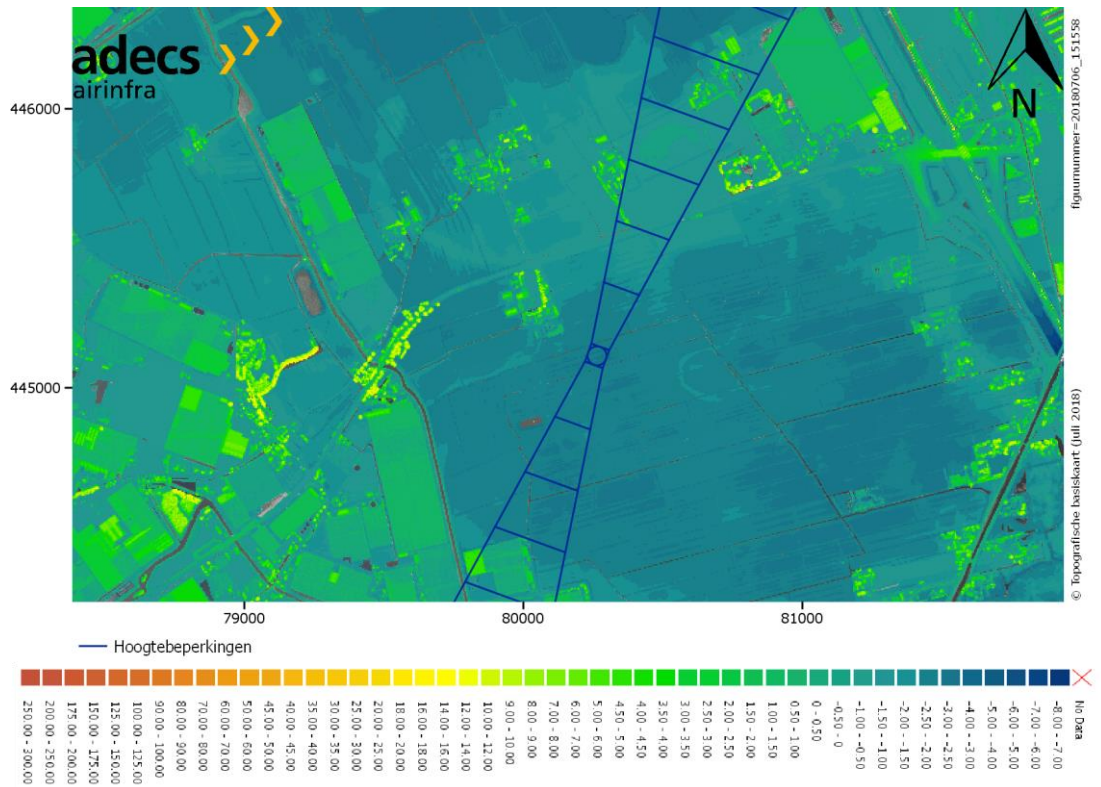 adecs
airinfra
446000
445000
N
figuurnummer=20180706_151558
© Topografische basiskaart (juli 2018)
79000
80000
81000
Hoogtebeperkingen
250.00 - 300.00
200.00 - 250.00
175.00 - 200.00
150.00 - 175.00
125.00 - 150.00
100.00 - 125.00
90.00 - 100.00
80.00 - 90.00
70.00 - 80.00
60.00 - 70.00
50.00 - 60.00
45.00 - 50.00
40.00 - 45.00
35.00 - 40.00
30.00 - 35.00
25.00 - 30.00
20.00 - 25.00
18.00 - 20.00
16.00 - 18.00
14.00 - 16.00
12.00 - 14.00
10.00 - 12.00
9.00 - 10.00
8.00 - 9.00
7.00 - 8.00
6.00 - 7.00
5.00 - 6.00
4.50 - 5.00
4.00 - 4.50
3.50 - 4.00
3.00 - 3.50
2.50 - 3.00
2.00 - 2.50
1.50 - 2.00
1.00 - 1.50
0.50 - 1.00
0 - 0.50
-0.50 - 0
-1.00 - -0.50
-1.50 - -1.00
-2.00 - -1.50
-2.50 - -2.00
-3.00 - -2.50
-4.00 - -3.00
-5.00 - -4.00
-6.00 - -5.00
-7.00 - -6.00
-8.00 - -7.00
No Data